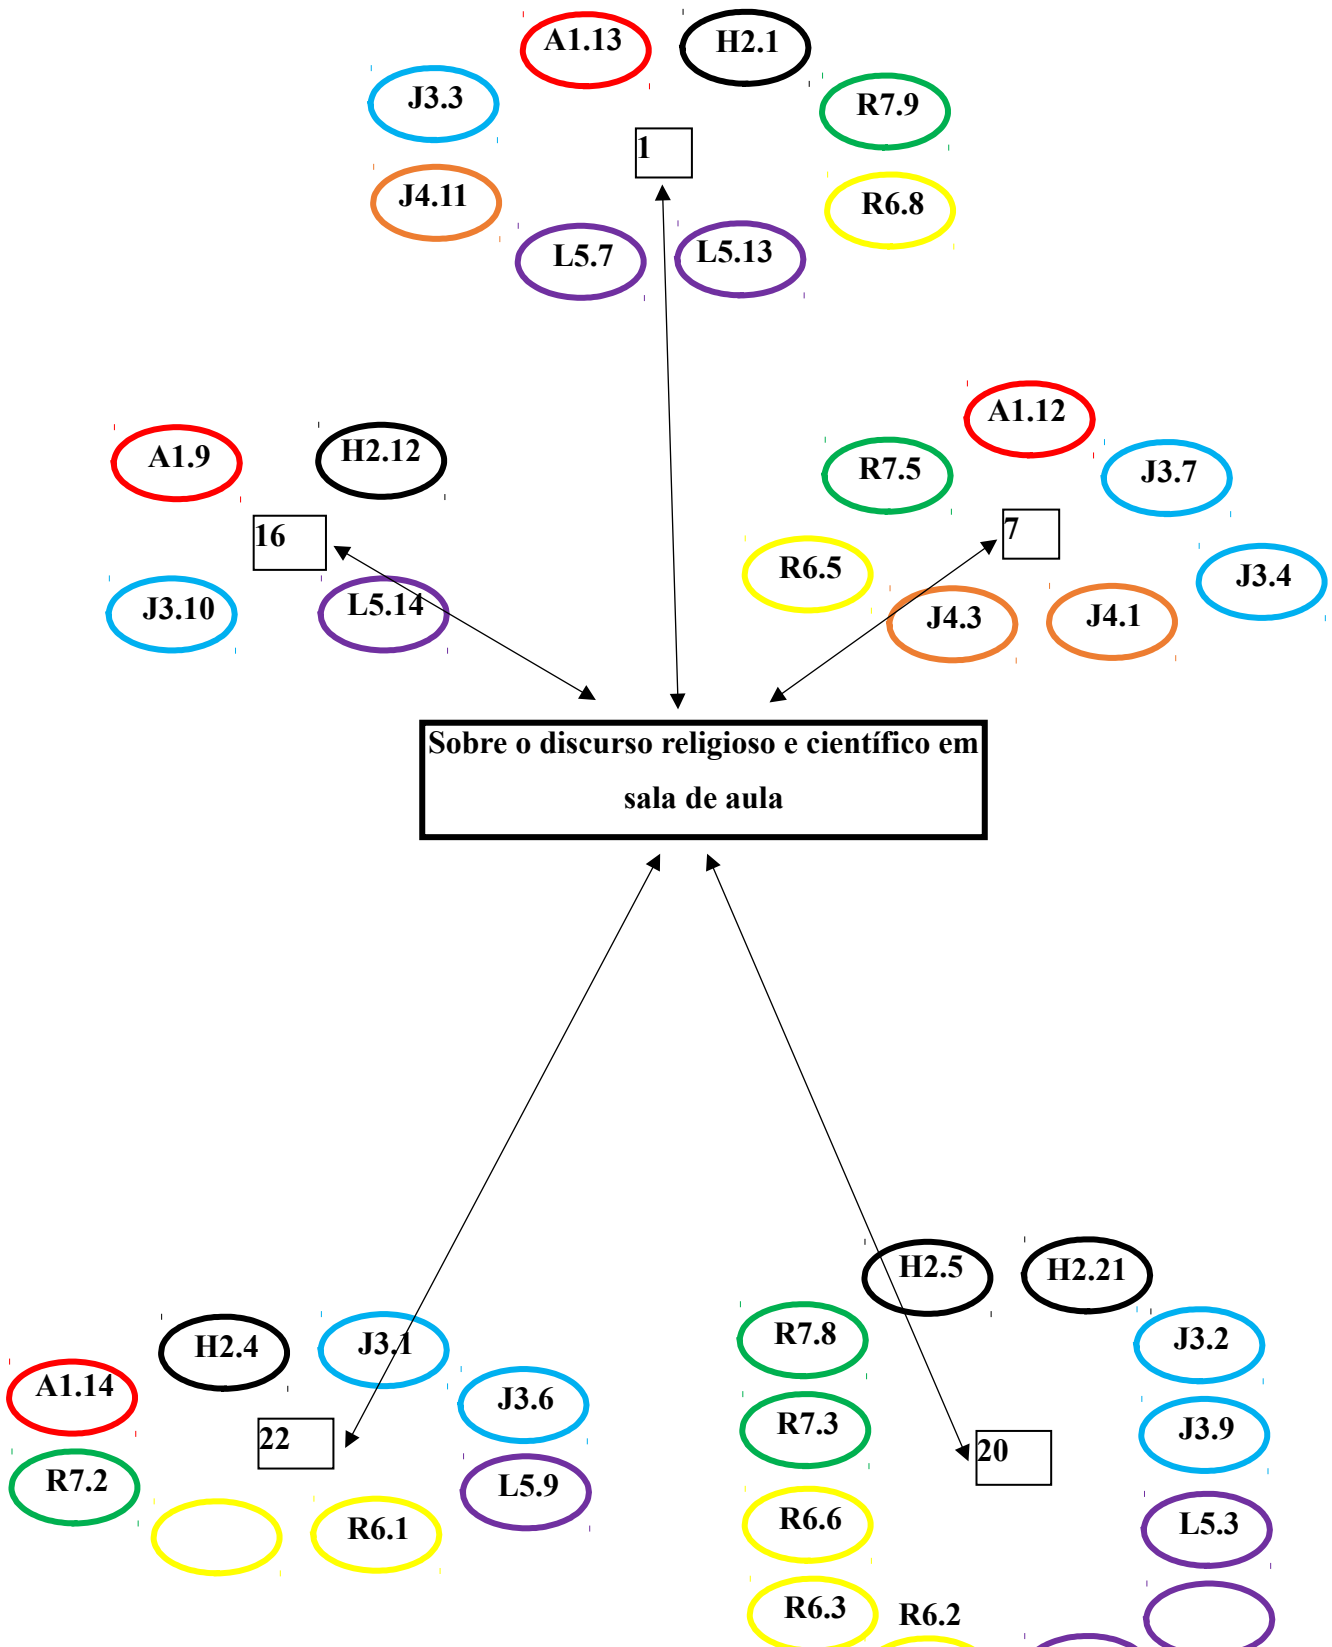 A1.13
H2.1
J3.3
R7.9
1
J4.11
R6.8
L5.7
L5.13
A1.9
H2.12
16
J3.10
L5.14
A1.12
R7.5
J3.7
7
R6.5
J3.4
J4.3
J4.1
Sobre o discurso religioso e científico em
sala de aula
H2.4
J3.1
A1.14
J3.6
22
R7.2
L5.9
R6.1
H2.5
H2.21
R7.8
J3.2
R7.3
J3.9
20
R6.6
L5.3
R6.3
R6.2